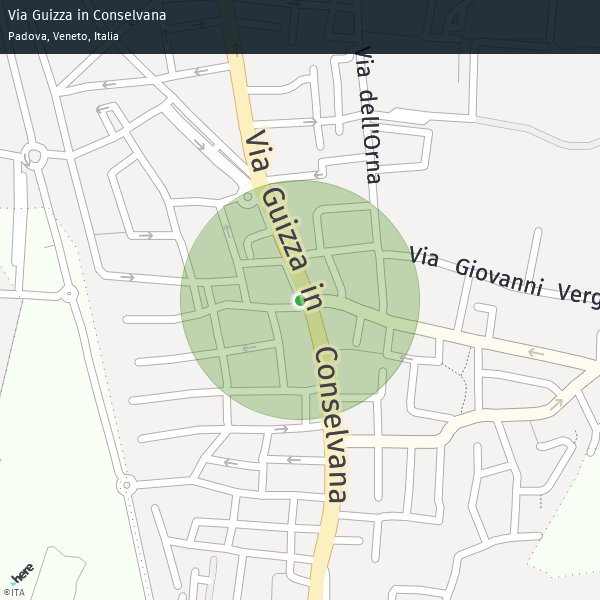 Via Guizza in Conselvana
Padova, Veneto, Italia
Via dell'Orna
Via Guizza in Conselvana
Via Giovanni Verg
here
©ITA